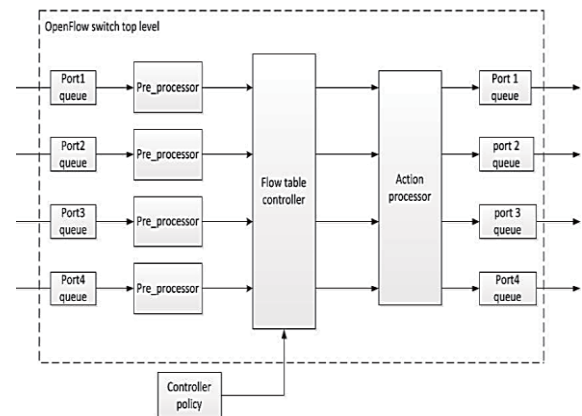 OpenFlow switch top level
Port1
queue
Pre_processor
Port 1
queue
Port2
queue
Pre_processor
port 2
queue
Flow table
controller
Action
processor
Port3
queue
Pre_processor
port 3
queue
Port4
queue
Pre_processor
Port4
queue
Controller
policy